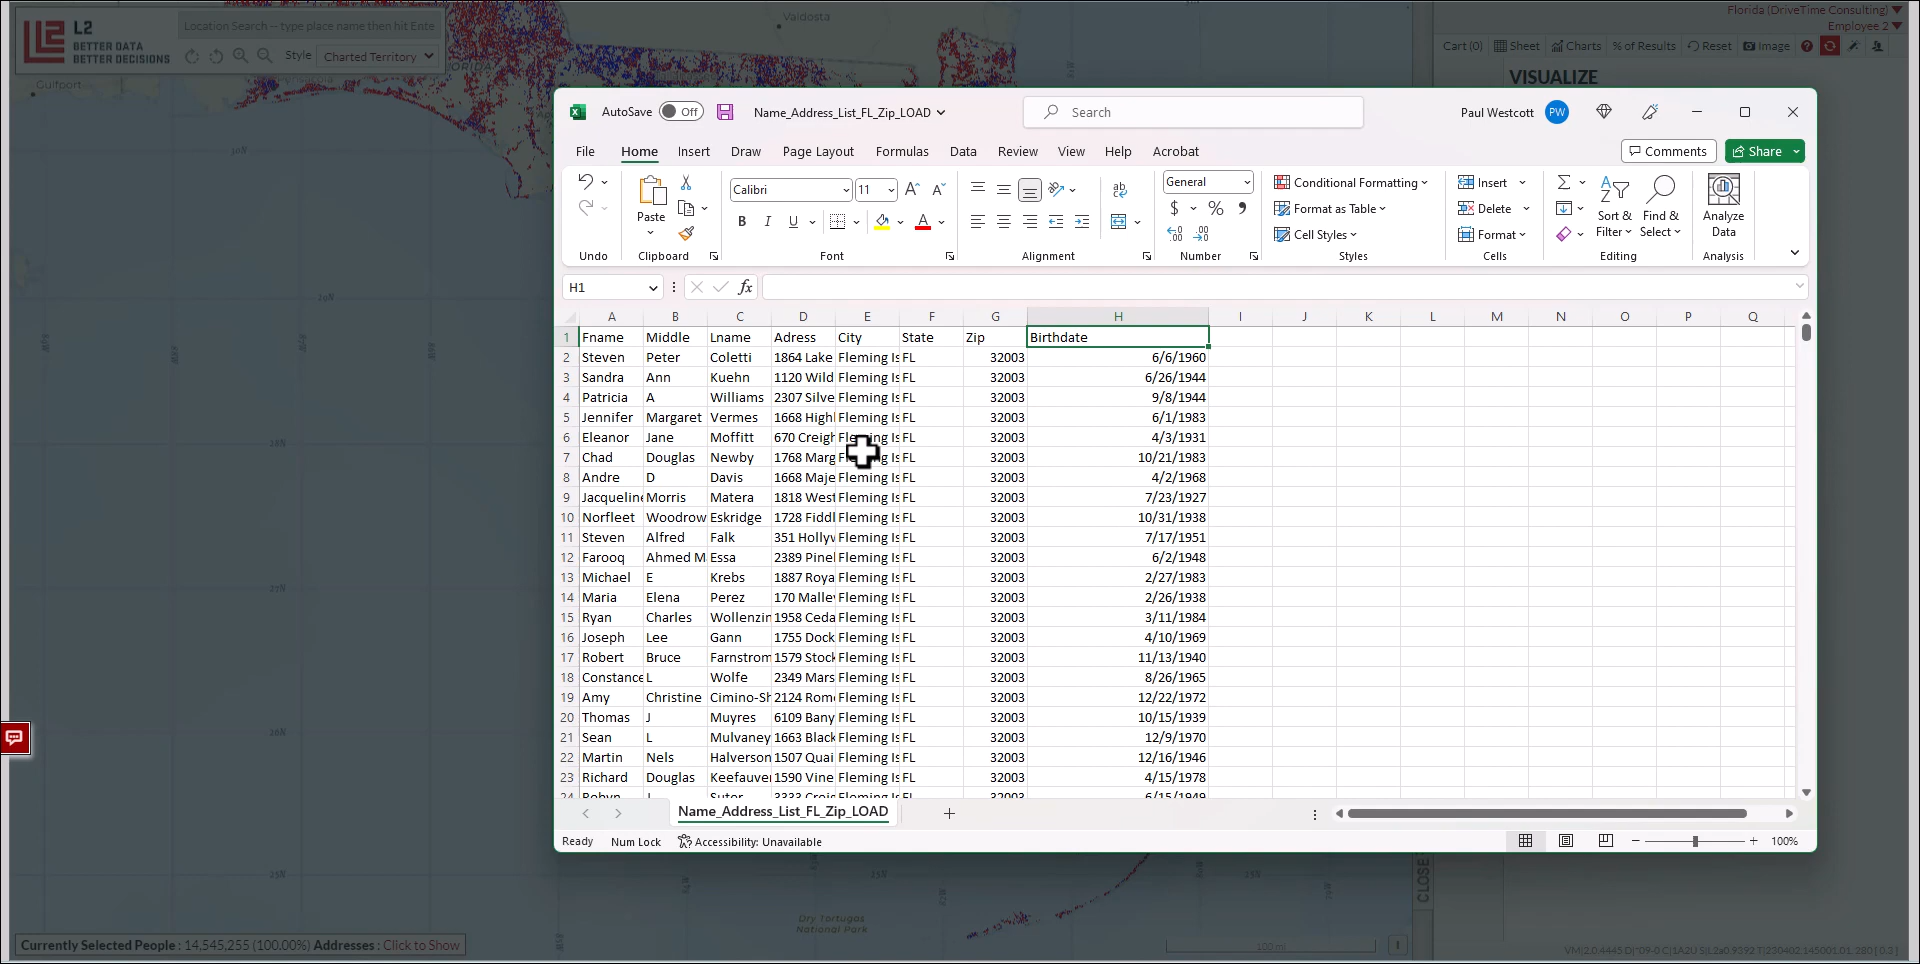 L2
BETTER DATA
BETTER DECISIONS
Location Search -- type place name then hit Ente
Style Charted Territory
Valdosta
Gulfport
Florida (DriveTime Consulting)
Employee 2
Cart (0) Sheet Charts % of Results Reset Image
VISUALIZE
AutoSave Off Name_Address_List_FL_Zip_LOAD Search Paul Westcott PW
File Home Insert Draw Page Layout Formulas Data Review View Help Acrobat Comments Share
Calibri 11 General
Paste
Conditional Formatting
Format as Table
Cell Styles
Insert
Delete
Format
Sort &
Filter
Find &
Select
Analyze
Data
Undo Clipboard Font Alignment Number Styles Cells Editing Analysis
H1 fx
A B C D E F G H I J K L M N O P Q
1 Fname Middle Lname Adress City State Zip Birthdate
2 Steven Peter Coletti 1864 Lake Fleming Is FL 32003 6/6/1960
3 Sandra Ann Kuehn 1120 Wild Fleming Is FL 32003 6/26/1944
4 Patricia A Williams 2307 Silve Fleming Is FL 32003 9/8/1944
5 Jennifer Margaret Vermes 1668 High Fleming Is FL 32003 6/1/1983
6 Eleanor Jane Moffitt 670 Creigh Fleming Is FL 32003 4/3/1931
7 Chad Douglas Newby 1768 Marg Fleming Is FL 32003 10/21/1983
8 Andre D Davis 1668 Maje Fleming Is FL 32003 4/2/1968
9 Jacqueline Morris Matera 1818 West Fleming Is FL 32003 7/23/1927
10 Norfleet Woodrow Eskridge 1728 Fiddl Fleming Is FL 32003 10/31/1938
11 Steven Alfred Falk 351 Hollyw Fleming Is FL 32003 7/17/1951
12 Farooq Ahmed M Essa 2389 Pinel Fleming Is FL 32003 6/2/1948
13 Michael E Krebs 1887 Roya Fleming Is FL 32003 2/27/1983
14 Maria Elena Perez 170 Malle Fleming Is FL 32003 2/26/1938
15 Ryan Charles Wollenzin 1958 Ceda Fleming Is FL 32003 3/11/1984
16 Joseph Lee Gann 1755 Dock Fleming Is FL 32003 4/10/1969
17 Robert Bruce Farnstrom 1579 Stock Fleming Is FL 32003 11/13/1940
18 Constance L Wolfe 2349 Mars Fleming Is FL 32003 8/26/1965
19 Amy Christine Cimino-Sh 2124 Rome Fleming Is FL 32003 12/22/1972
20 Thomas J Muyres 6109 Bany Fleming Is FL 32003 10/15/1939
21 Sean L Mulvaney 1663 Black Fleming Is FL 32003 12/9/1970
22 Martin Nels Halverson 1507 Quai Fleming Is FL 32003 12/16/1946
23 Richard Douglas Keefauver 1590 Vine Fleming Is FL 32003 4/15/1978
Name_Address_List_FL_Zip_LOAD
Ready Num Lock Accessibility: Unavailable 100%
CLOSE
Dry Tortugas
National Park
100 mi
Currently Selected People : 14,545,255 (100.00%) Addresses : Click to Show